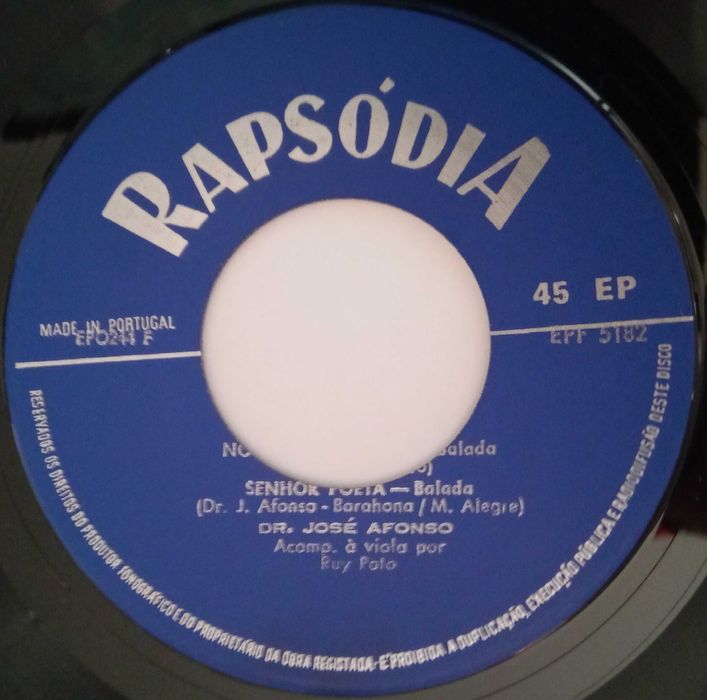 RAPSÓDIA
45 EP
MADE IN PORTUGAL
EPF 5182
NO
Balada
SENHOR POETA — Balada
(Dr. J. Afonso - Barahona / M. Alegre)
DR. JOSÉ AFONSO
Acomp. à viola por
Ruy Pato
RESERVADOS OS DIREITOS DO PRODUTOR FONOGRÁFICO E DO PROPRIETÁRIO DA OBRA REGISTADA - É PROIBIDA A DUPLICAÇÃO, EXECUÇÃO PÚBLICA E RADIODIFUSÃO DESTE DISCO